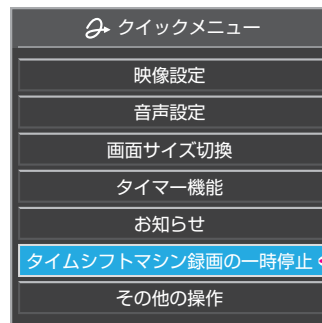 クイックメニュー
映像設定
音声設定
画面サイズ切換
タイマー機能
お知らせ
タイムシフトマシン録画の一時停止
その他の操作